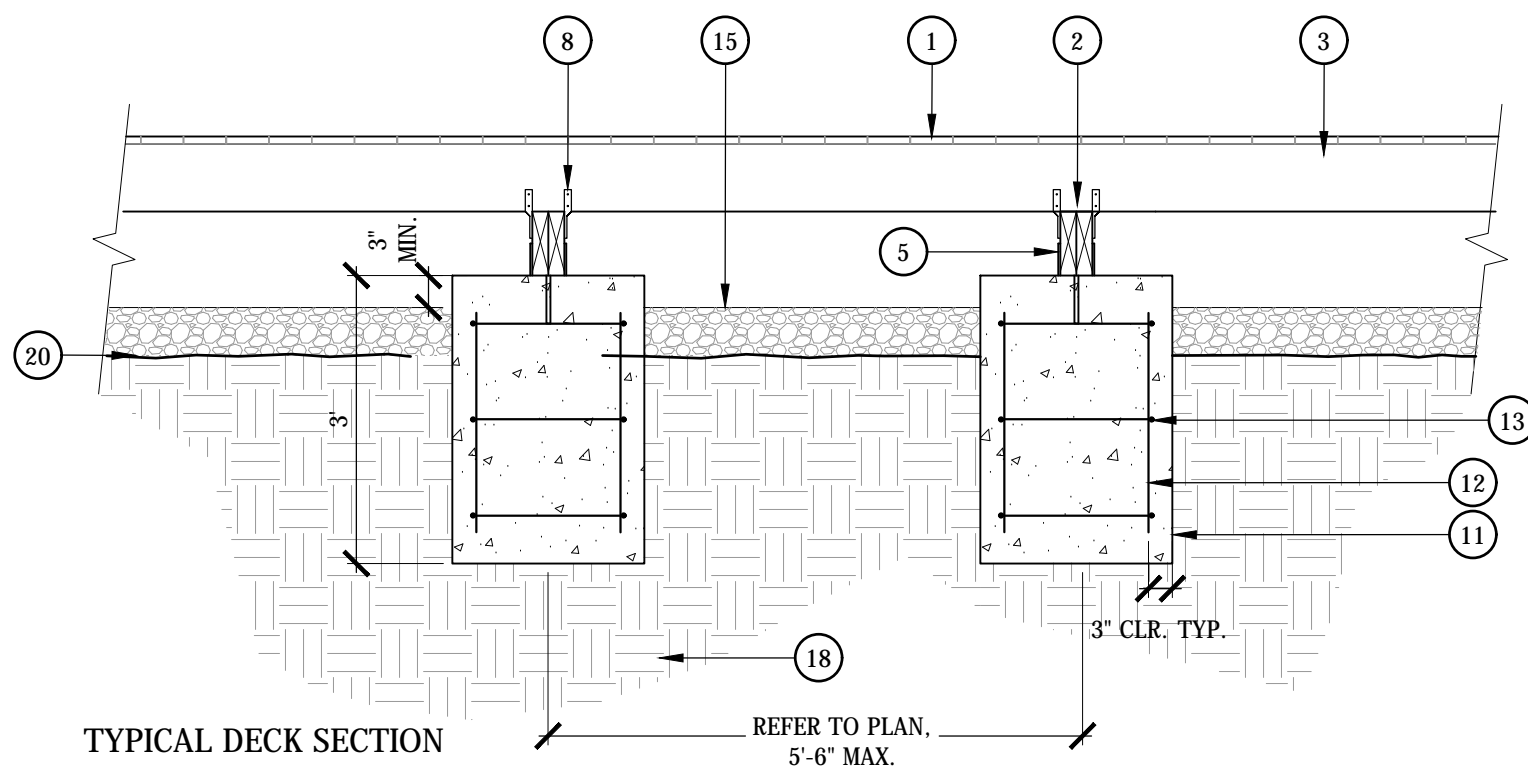 8
15
1
2
3
3"
MIN.
5
20
3'
13
12
11
3" CLR. TYP.
18
REFER TO PLAN,
5'-6" MAX.
TYPICAL DECK SECTION